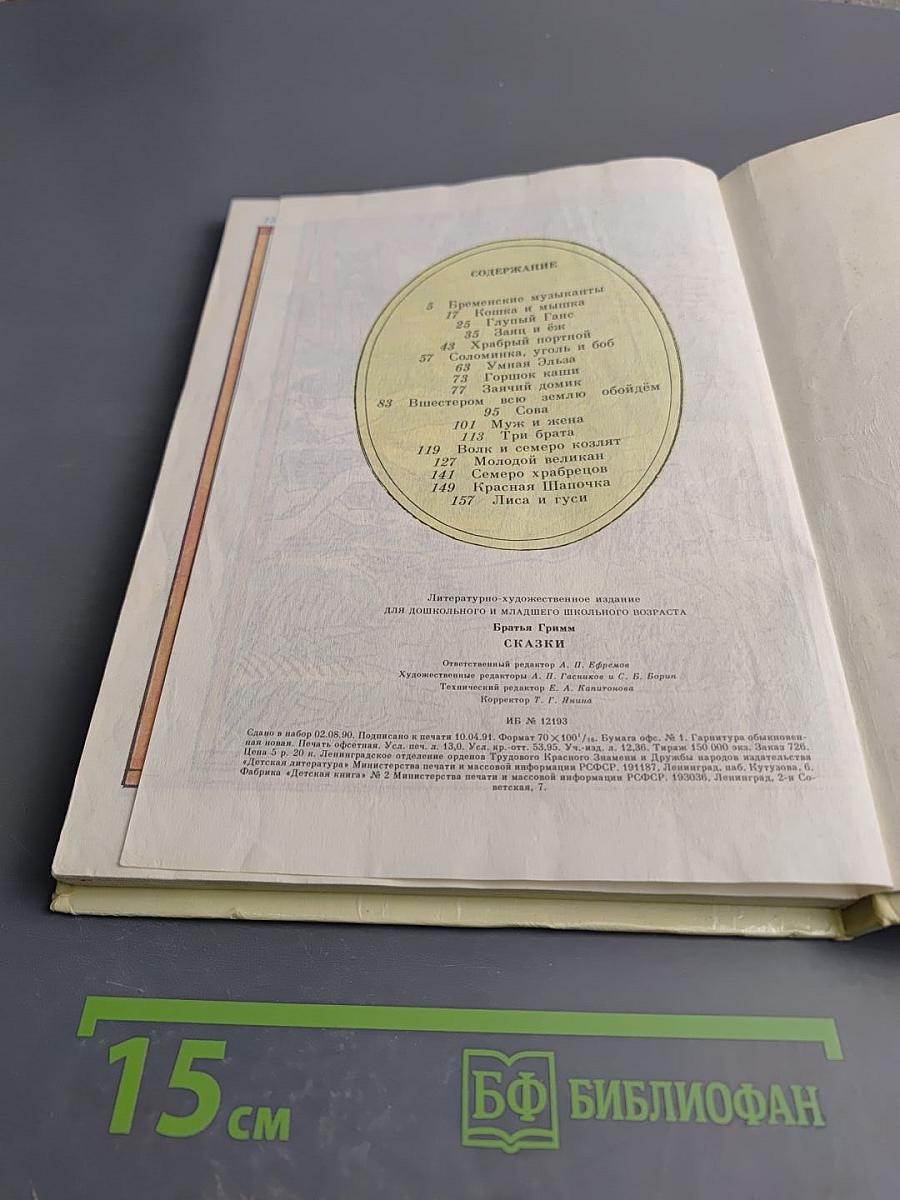 СОДЕРЖАНИЕ
5 Бременские музыканты
17 Кошка и мышка
25 Глупый Ганс
35 Заяц и ёж
43 Храбрый портной
57 Соломинка, уголь и боб
63 Умная Эльза
73 Горшок каши
77 Заячий домик
83 Вшестером всю землю обойдём
95 Сова
101 Муж и жена
113 Три брата
119 Волк и семеро козлят
127 Молодой великан
141 Семеро храбрецов
149 Красная Шапочка
157 Лиса и гуси
Литературно-художественное издание
ДЛЯ ДОШКОЛЬНОГО И МЛАДШЕГО ШКОЛЬНОГО ВОЗРАСТА
Братья Гримм
СКАЗКИ
Ответственный редактор А. П. Ефремов
Художественные редакторы А. П. Гасников и С. Б. Борин
Технический редактор Е. А. Капитонова
Корректор Т. Г. Янина
ИБ № 12193
Сдано в набор 02.08.90. Подписано к печати 10.04.91. Формат 70×100¹/₁₆. Бумага офс. № 1. Гарнитура обыкновен-
ная новая. Печать офсетная. Усл. печ. л. 13,0. Усл. кр.-отт. 53,95. Уч.-изд. л. 12,36. Тираж 150 000 экз. Заказ 726.
Цена 5 р. 20 к. Ленинградское отделение орденов Трудового Красного Знамени и Дружбы народов издательства
«Детская литература» Министерства печати и массовой информации РСФСР. 191187, Ленинград, наб. Кутузова, 6.
Фабрика «Детская книга» № 2 Министерства печати и массовой информации РСФСР. 193036, Ленинград, 2-я Со-
ветская, 7.
15 см
БФ БИБЛИОФАН